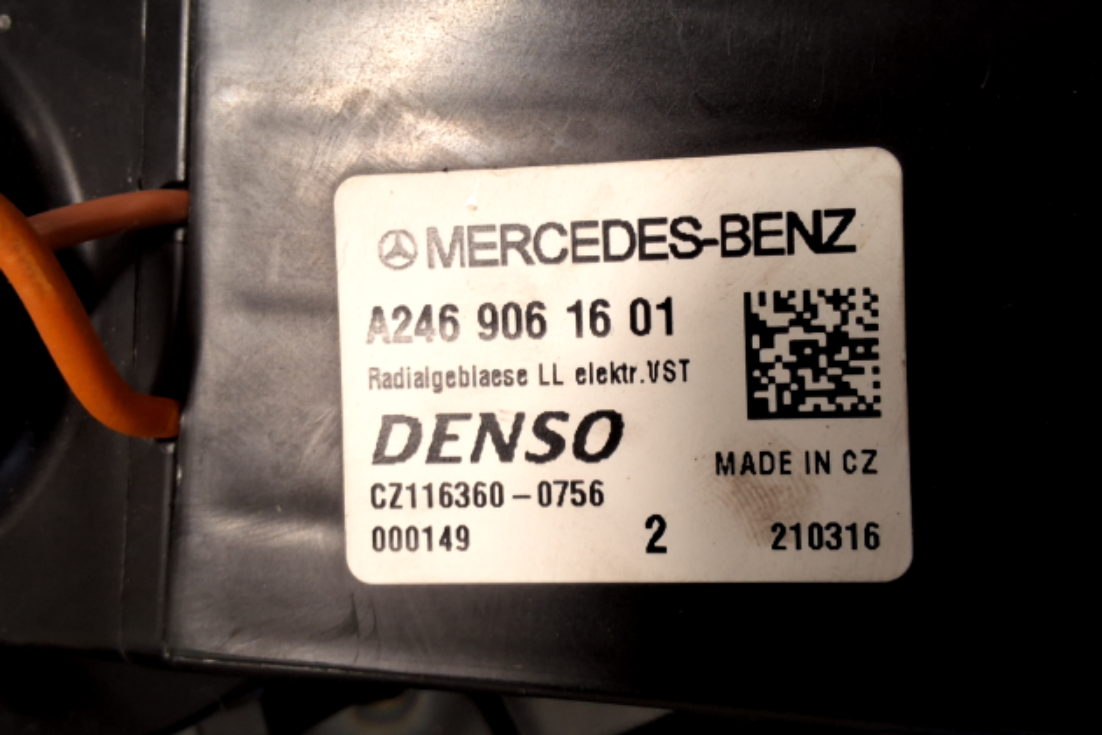 MERCEDES-BENZ
A246 906 16 01
Radialgeblaese LL elektr.VST
DENSO
MADE IN CZ
CZ116360-0756
000149 2 210316